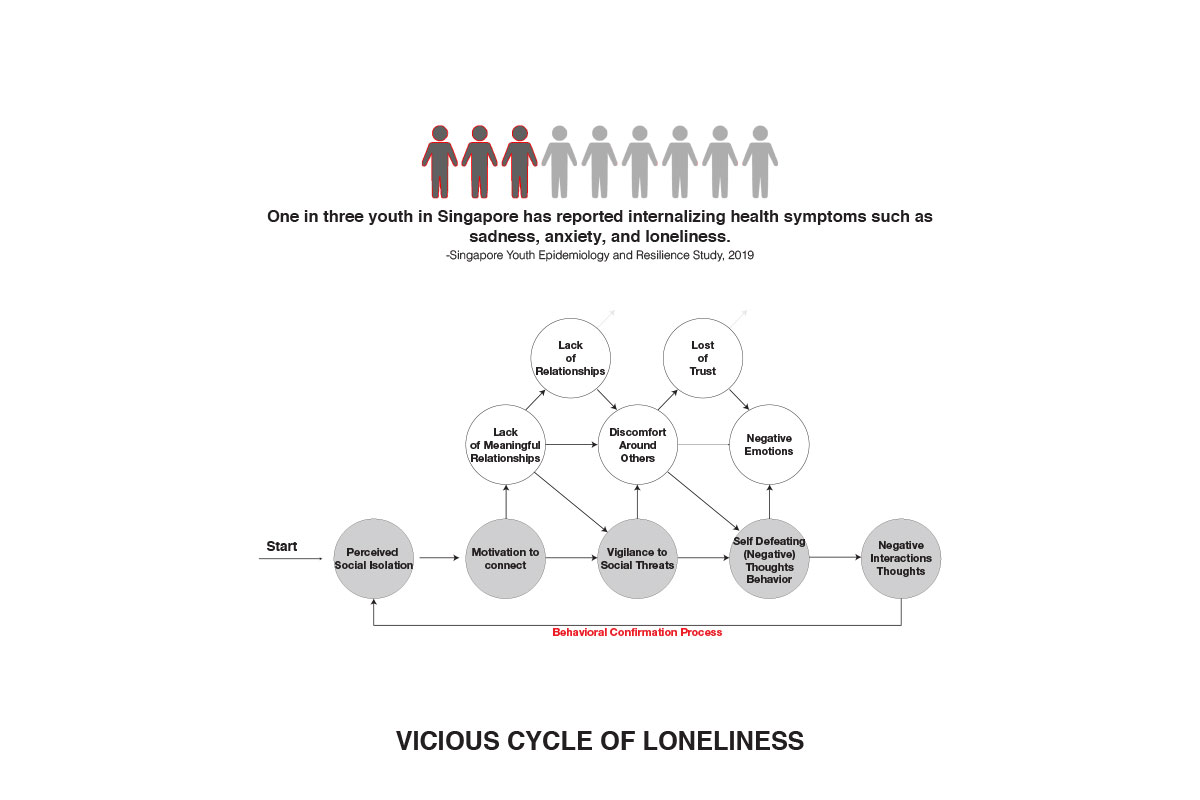 One in three youth in Singapore has reported internalizing health symptoms such as
sadness, anxiety, and loneliness.
-Singapore Youth Epidemiology and Resilience Study, 2019
Lack
of
Relationships
Lost
of
Trust
Lack
of Meaningful
Relationships
Discomfort
Around
Others
Negative
Emotions
Start
Perceived
Social Isolation
Motivation to
connect
Vigilance to
Social Threats
Self Defeating
(Negative)
Thoughts
Behavior
Negative
Interactions
Thoughts
Behavioral Confirmation Process
VICIOUS CYCLE OF LONELINESS